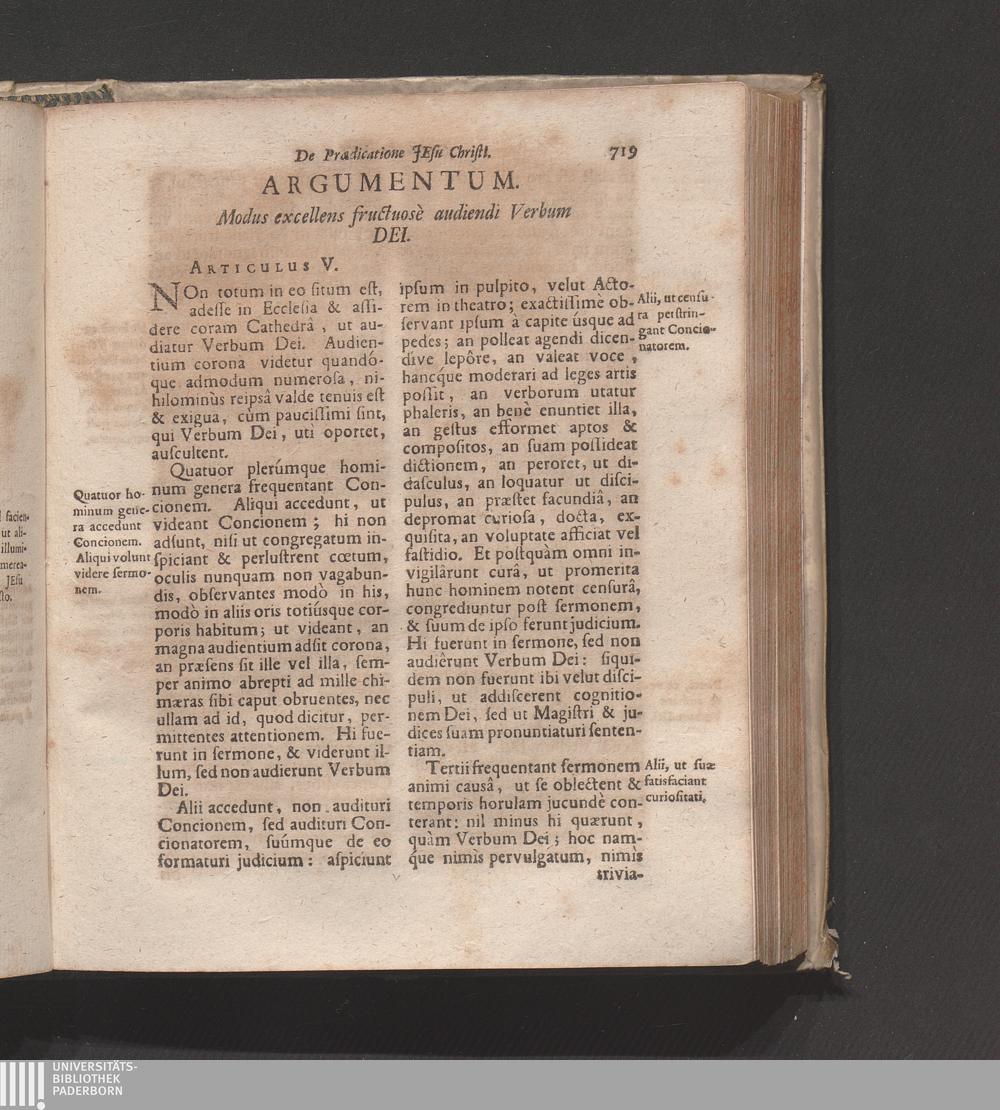 De Prædicatione JEsu Christi. 719
ARGUMENTUM.
Modus excellens fructuosè audiendi Verbum
DEI.
ARTICULUS V.
NOn totum in eo situm est,
adesse in Ecclesia & assi-
dere coram Cathedrâ, ut au-
diatur Verbum Dei. Audien-
tium corona videtur quandó-
que admodum numerosa, ni-
hilominùs reipsâ valde tenuis est
& exigua, cùm paucissimi sint,
qui Verbum Dei, uti oportet,
auscultent.
Quatuor plerúmque homi-
num genera frequentant Con-
cionem. Aliqui accedunt, ut
videant Concionem; hi non
adsunt, nisi ut congregatum in-
spiciant & perlustrent cœtum,
oculis nunquam non vagabun-
dis, observantes modò in his,
modò in aliis oris totiúsque cor-
poris habitum; ut videant, an
magna audientium adsit corona,
an præsens sit ille vel illa, sem-
per animo abrepti ad mille chi-
mæras sibi caput obruentes, nec
ullam ad id, quod dicitur, per-
mittentes attentionem. Hi fue-
runt in sermone, & viderunt il-
lum, sed non audierunt Verbum
Dei.
Alii accedunt, non audituri
Concionem, sed audituri Con-
cionatorem, suúmque de eo
formaturi judicium: aspiciunt
Quatuor ho-
minum gene-
ra accedunt
Concionem.
Aliqui volunt
videre sermo-
nem.
ipsum in pulpito, velut Acto-
rem in theatro; exactissime ob-
servant ipsum à capite úsque ad
pedes; an polleat agendi dicen-
díve lepôre, an valeat voce,
hancque moderari ad leges artis
possit, an verborum utatur
phaleris, an benè enuntiet illa,
an gestus efformet aptos &
compositos, an suam possideat
dictionem, an peroret, ut di-
dasculus, an loquatur ut disci-
pulus, an præstet facundiâ, an
depromat curiosa, docta, ex-
quisita, an voluptate afficiat vel
fastidio. Et postquàm omni in-
vigilârunt curâ, ut promerita
hunc hominem notent censurâ,
congrediuntur post sermonem,
& suum de ipso ferunt judicium.
Hi fuerunt in sermone, sed non
audiêrunt Verbum Dei: siqui-
dem non fuerunt ibi velut disci-
puli, ut addiscerent cognitio-
nem Dei, sed ut Magistri & ju-
dices suam pronuntiaturi senten-
tiam.
Tertii frequentant sermonem
animi causâ, ut se oblectent &
temporis horulam jucundè con-
terant: nil minus hi quærunt,
quàm Verbum Dei; hoc nam-
que nimis pervulgatum, nimis
trivia-
Alii, ut censu-
ra perstrin-
gant Concio-
natorem.
Alii, ut suæ
satisfaciant
curiositati.
facien-
ut ali-
illumi-
merea-
JEsu
UNIVERSITÄTS-
BIBLIOTHEK
PADERBORN